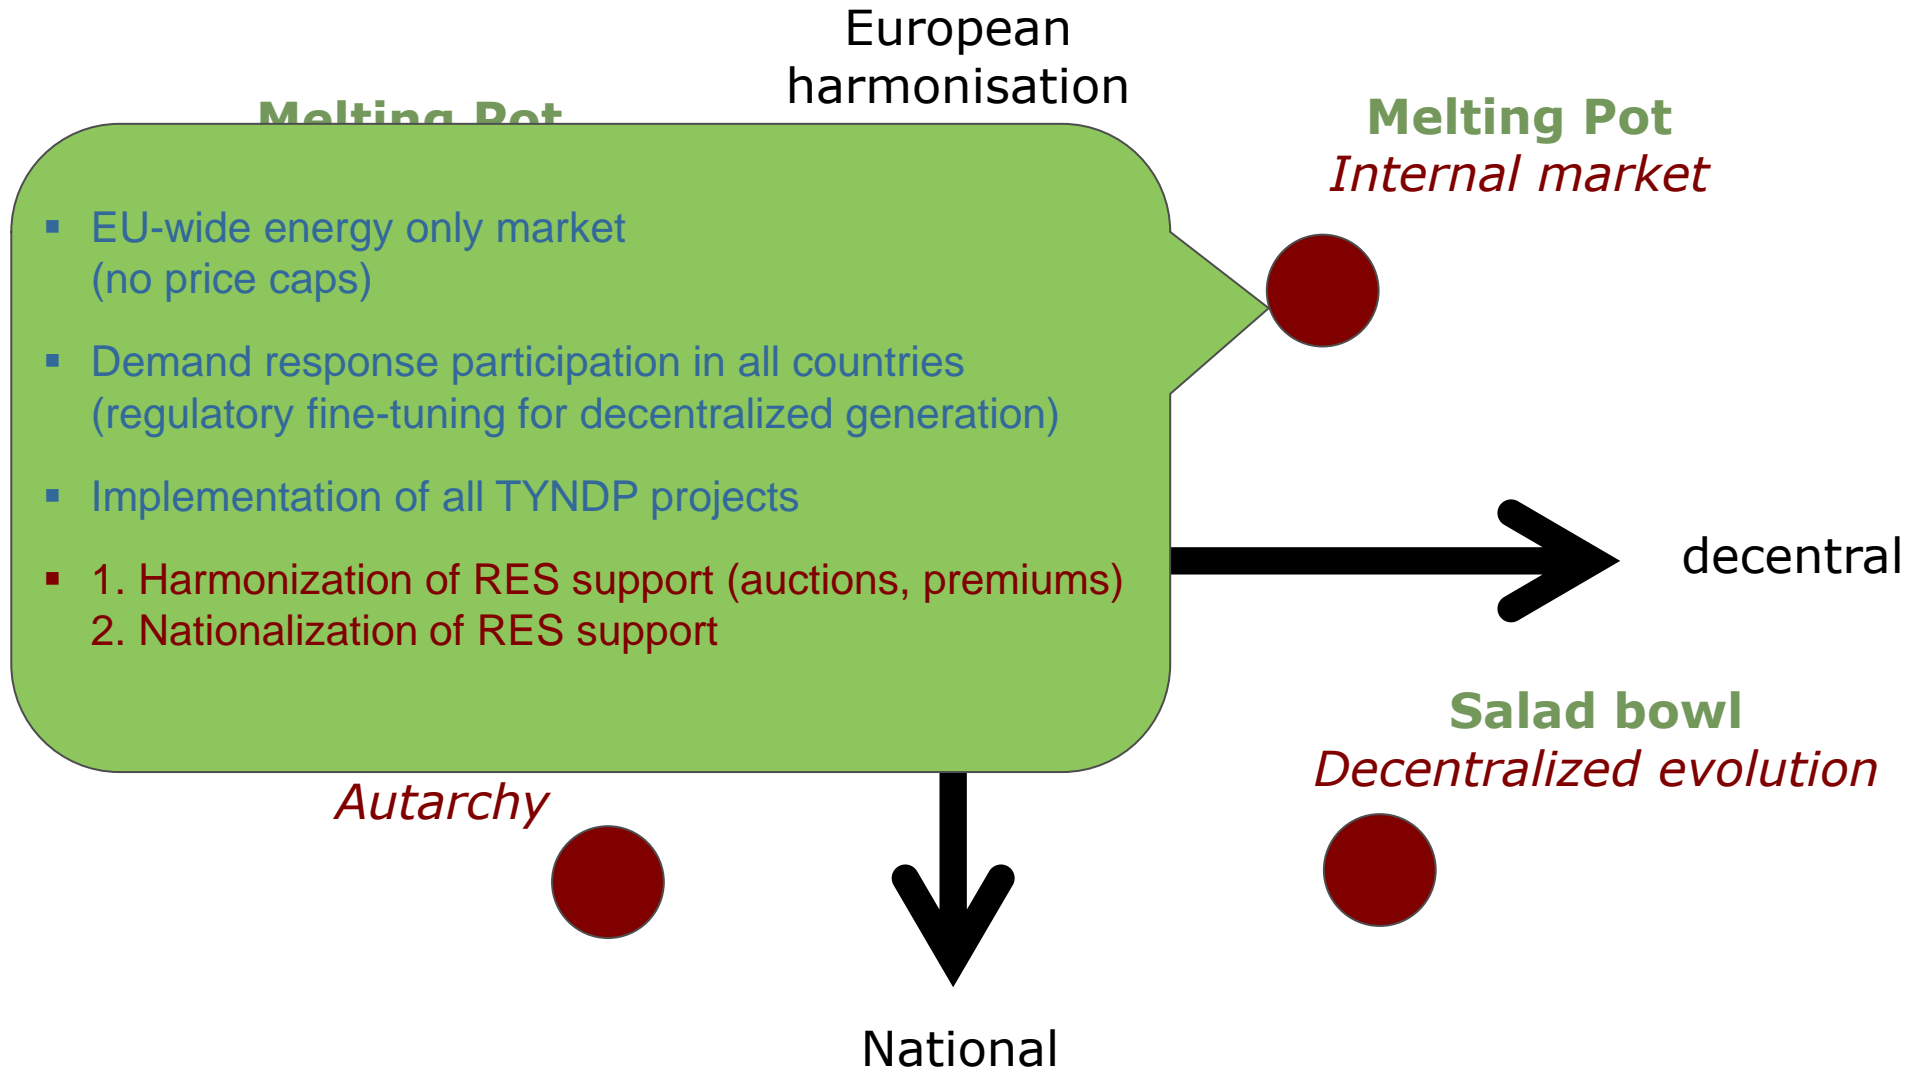 European
harmonisation
Melting Pot
Melting Pot
Internal market
▪ EU-wide energy only market
(no price caps)
▪ Demand response participation in all countries
(regulatory fine-tuning for decentralized generation)
▪ Implementation of all TYNDP projects
▪ 1. Harmonization of RES support (auctions, premiums)
2. Nationalization of RES support
decentral
Salad bowl
Decentralized evolution
Autarchy
National